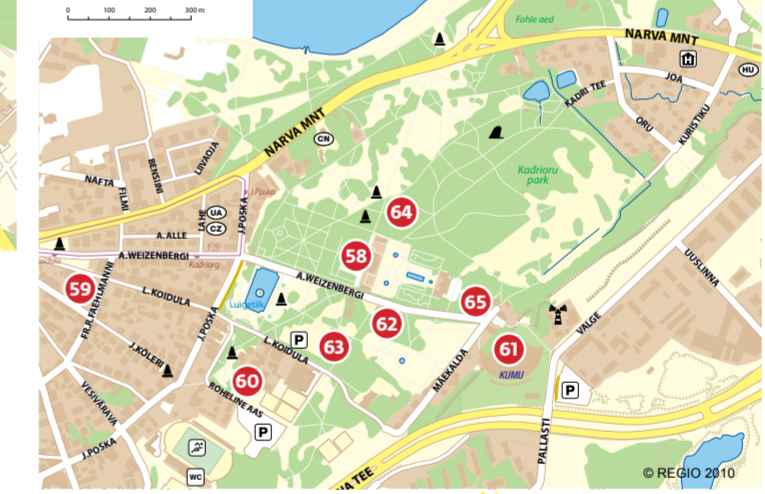 0 100 200 300 m
Fahle aed
NARVA MNT
H
HU
JOA
KADRI TEE
ORU
KURISTIKU
NARVA MNT
CN
LIIVAOJA
BENSIINI
NAFTA
FILMI
Kadrioru
park
J.Poska
J.POSKA
LAHE
UA
CZ
64
A.ALLE
A.WEIZENBERGI
Kadriorg
58
UUSLINNA
59
FR.R.FAEHLMANNI
L.KOIDULA
A.WEIZENBERGI
Luigetiik
65
J.POSKA
62
VALGE
P
63
61
L.KOIDULA
J.KÖLERI
MÄEKALDA
KUMU
60
P
VESIVÄRAVA
ROHELINE AAS
P
PALLASTI
J.POSKA
WC
IA TEE
© REGIO 2010